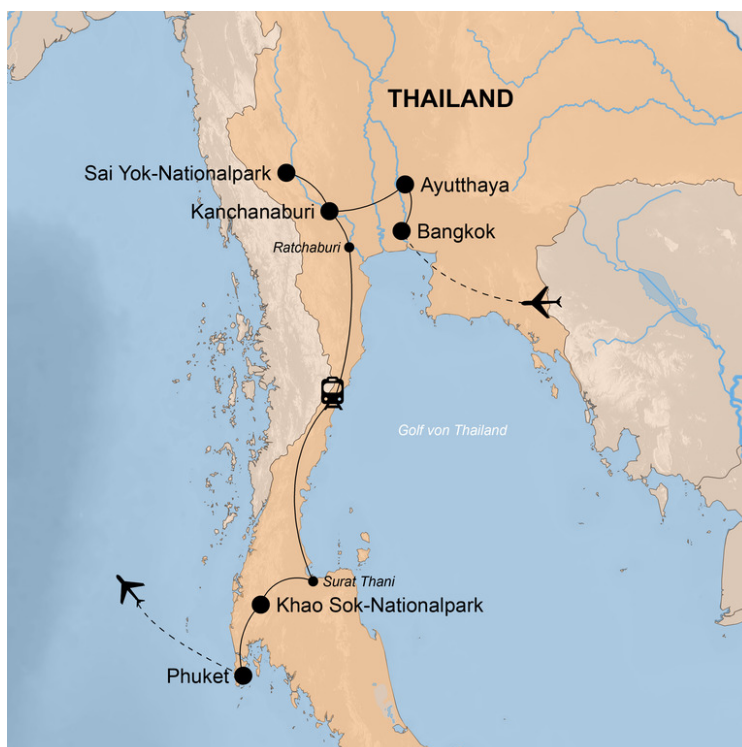 THAILAND
Sai Yok-Nationalpark
Ayutthaya
Kanchanaburi
Bangkok
Ratchaburi
Golf von Thailand
Surat Thani
Khao Sok-Nationalpark
Phuket